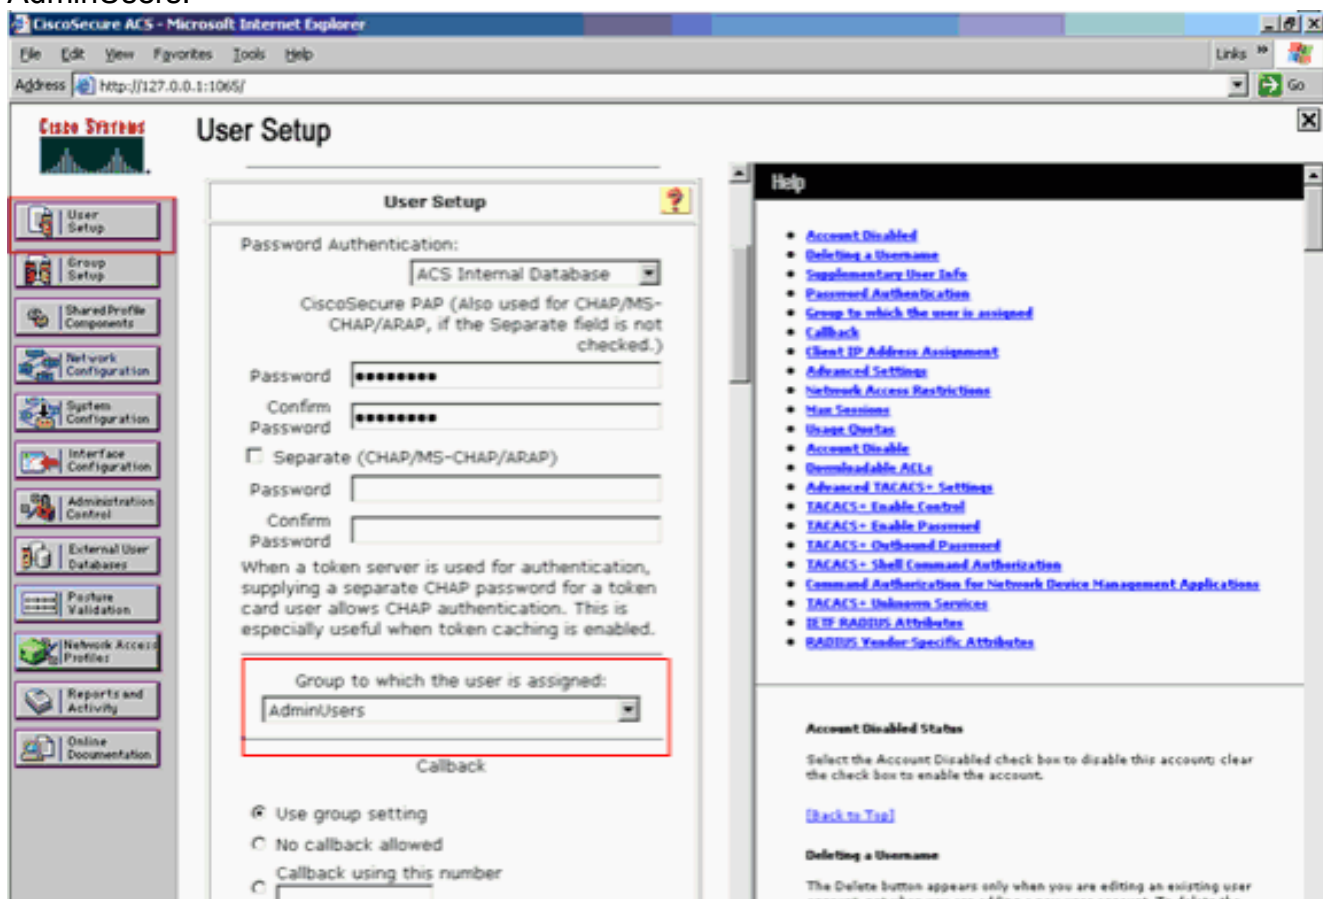 AdminUsers.
CiscoSecure ACS - Microsoft Internet Explorer
File Edit View Favorites Tools Help
Links »
Address http://127.0.0.1:1065/
Go
Cisco Systems
User Setup
User Setup
Group Setup
Shared Profile Components
Network Configuration
System Configuration
Interface Configuration
Administration Control
External User Databases
Posture Validation
Network Access Profiles
Reports and Activity
Online Documentation
User Setup
?
Password Authentication:
ACS Internal Database
CiscoSecure PAP (Also used for CHAP/MS-
CHAP/ARAP, if the Separate field is not
checked.)
Password
Confirm
Password
Separate (CHAP/MS-CHAP/ARAP)
Password
Confirm
Password
When a token server is used for authentication,
supplying a separate CHAP password for a token
card user allows CHAP authentication. This is
especially useful when token caching is enabled.
Group to which the user is assigned:
AdminUsers
Callback
Use group setting
No callback allowed
Callback using this number
Help
Account Disabled
Deleting a Username
Supplementary User Info
Password Authentication
Group to which the user is assigned
Callback
Client IP Address Assignment
Advanced Settings
Network Access Restrictions
Max Sessions
Usage Quotas
Account Disable
Downloadable ACLs
Advanced TACACS+ Settings
TACACS+ Enable Control
TACACS+ Enable Password
TACACS+ Outbound Password
TACACS+ Shell Command Authorization
Command Authorization for Network Device Management Applications
TACACS+ Unknown Services
IETF RADIUS Attributes
RADIUS Vendor-Specific Attributes
Account Disabled Status
Select the Account Disabled check box to disable this account; clear
the check box to enable the account.
[Back to Top]
Deleting a Username
The Delete button appears only when you are editing an existing user